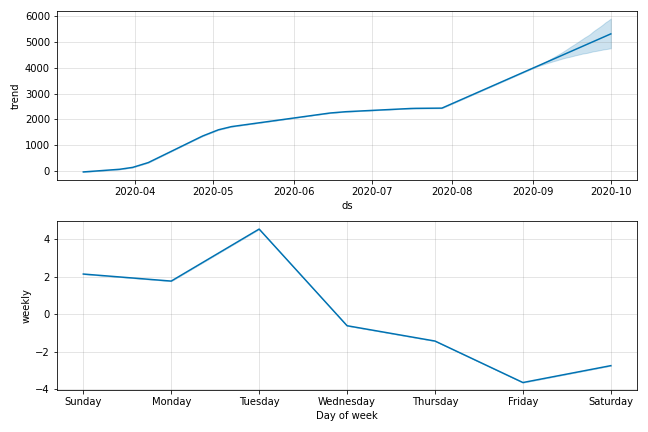 6000
5000
4000
3000
2000
1000
0
trend
2020-04 2020-05 2020-06 2020-07 2020-08 2020-09 2020-10
ds
4
2
0
−2
−4
weekly
Sunday Monday Tuesday Wednesday Thursday Friday Saturday
Day of week